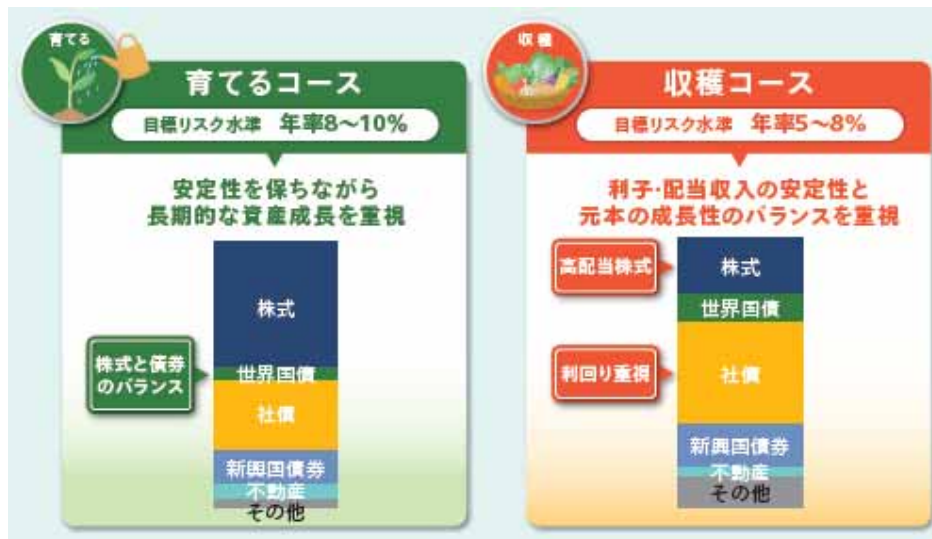 育てる
育てるコース
目標リスク水準 年率8～10%
安定性を保ちながら
長期的な資産成長を重視
株式と債券
のバランス
株式
世界国債
社債
新興国債券
不動産
その他
収穫
収穫コース
目標リスク水準 年率5～8%
利子・配当収入の安定性と
元本の成長性のバランスを重視
高配当株式
利回り重視
株式
世界国債
社債
新興国債券
不動産
その他